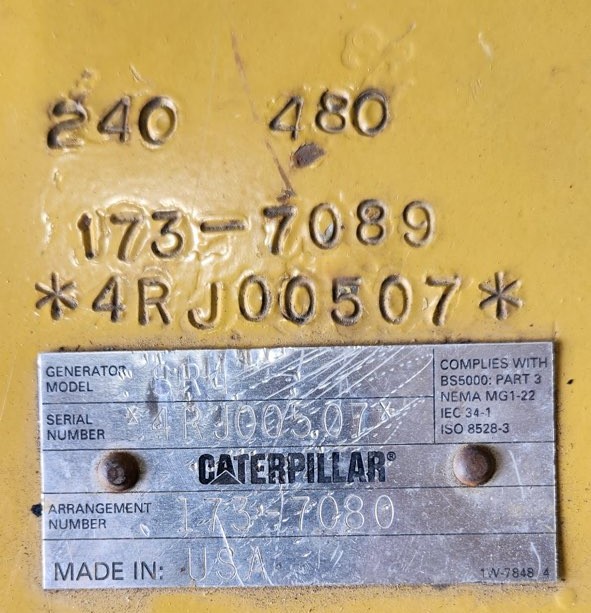 240 480
173-7089
*4RJ00507*
GENERATOR MODEL
SERIAL NUMBER *4RJ00507*
COMPLIES WITH
BS5000: PART 3
NEMA MG1-22
IEC 34-1
ISO 8528-3
CATERPILLAR®
ARRANGEMENT NUMBER 173-7080
MADE IN: USA
1W-7848 4